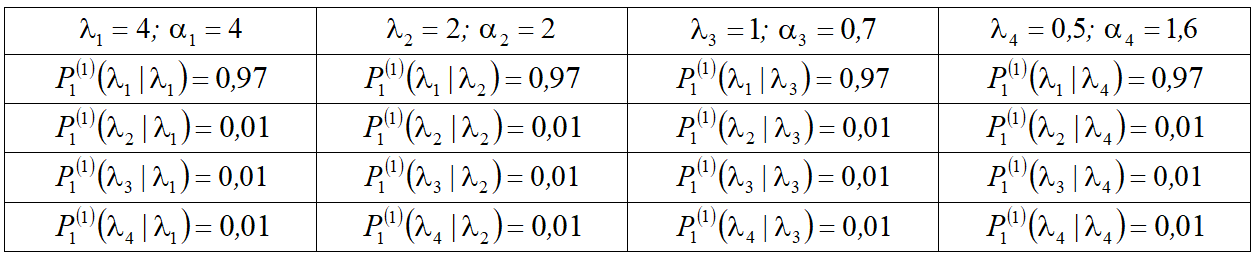 λ₁ = 4; α₁ = 4 λ₂ = 2; α₂ = 2 λ₃ = 1; α₃ = 0,7 λ₄ = 0,5; α₄ = 1,6
P₁⁽¹⁾(λ₁ | λ₁) = 0,97 P₁⁽¹⁾(λ₁ | λ₂) = 0,97 P₁⁽¹⁾(λ₁ | λ₃) = 0,97 P₁⁽¹⁾(λ₁ | λ₄) = 0,97
P₁⁽¹⁾(λ₂ | λ₁) = 0,01 P₁⁽¹⁾(λ₂ | λ₂) = 0,01 P₁⁽¹⁾(λ₂ | λ₃) = 0,01 P₁⁽¹⁾(λ₂ | λ₄) = 0,01
P₁⁽¹⁾(λ₃ | λ₁) = 0,01 P₁⁽¹⁾(λ₃ | λ₂) = 0,01 P₁⁽¹⁾(λ₃ | λ₃) = 0,01 P₁⁽¹⁾(λ₃ | λ₄) = 0,01
P₁⁽¹⁾(λ₄ | λ₁) = 0,01 P₁⁽¹⁾(λ₄ | λ₂) = 0,01 P₁⁽¹⁾(λ₄ | λ₃) = 0,01 P₁⁽¹⁾(λ₄ | λ₄) = 0,01